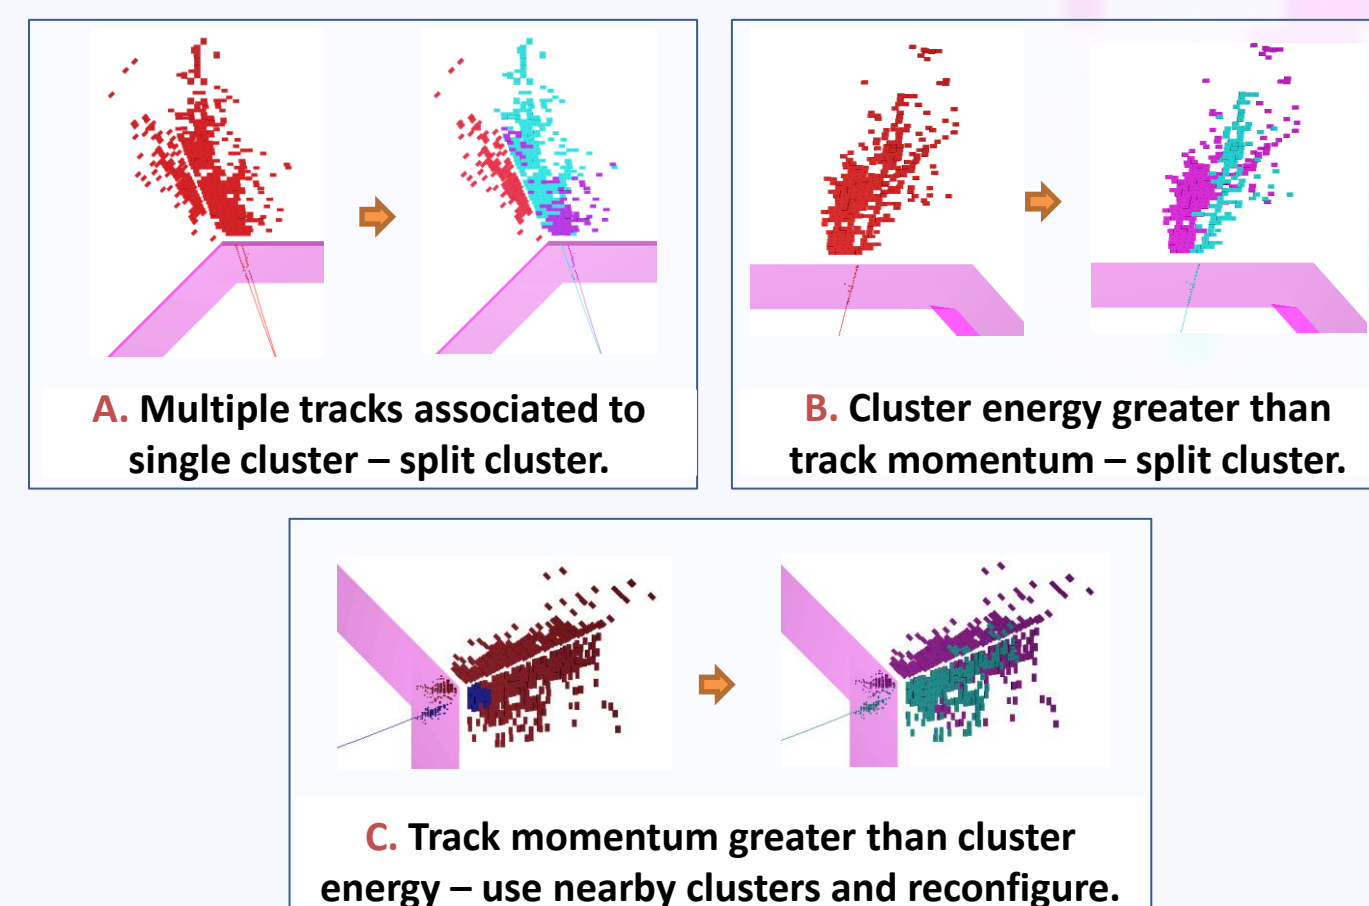 A. Multiple tracks associated to
single cluster – split cluster.
B. Cluster energy greater than
track momentum – split cluster.
C. Track momentum greater than cluster
energy – use nearby clusters and reconfigure.